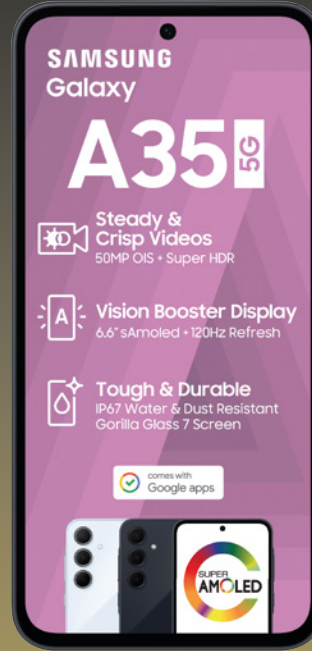 SAMSUNG
Galaxy
A35 5G
Steady &
Crisp Videos
50MP OIS + Super HDR
A
Vision Booster Display
6.6" sAmoled + 120Hz Refresh
Tough & Durable
IP67 Water & Dust Resistant
Gorilla Glass 7 Screen
comes with
Google apps
SUPER
AMOLED